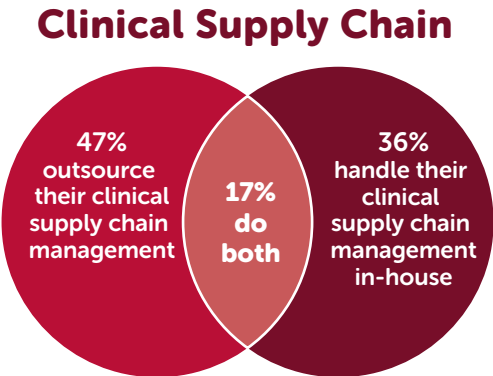 Clinical Supply Chain
47%
outsource
their clinical
supply chain
management
17%
do
both
36%
handle their
clinical
supply chain
management
in-house